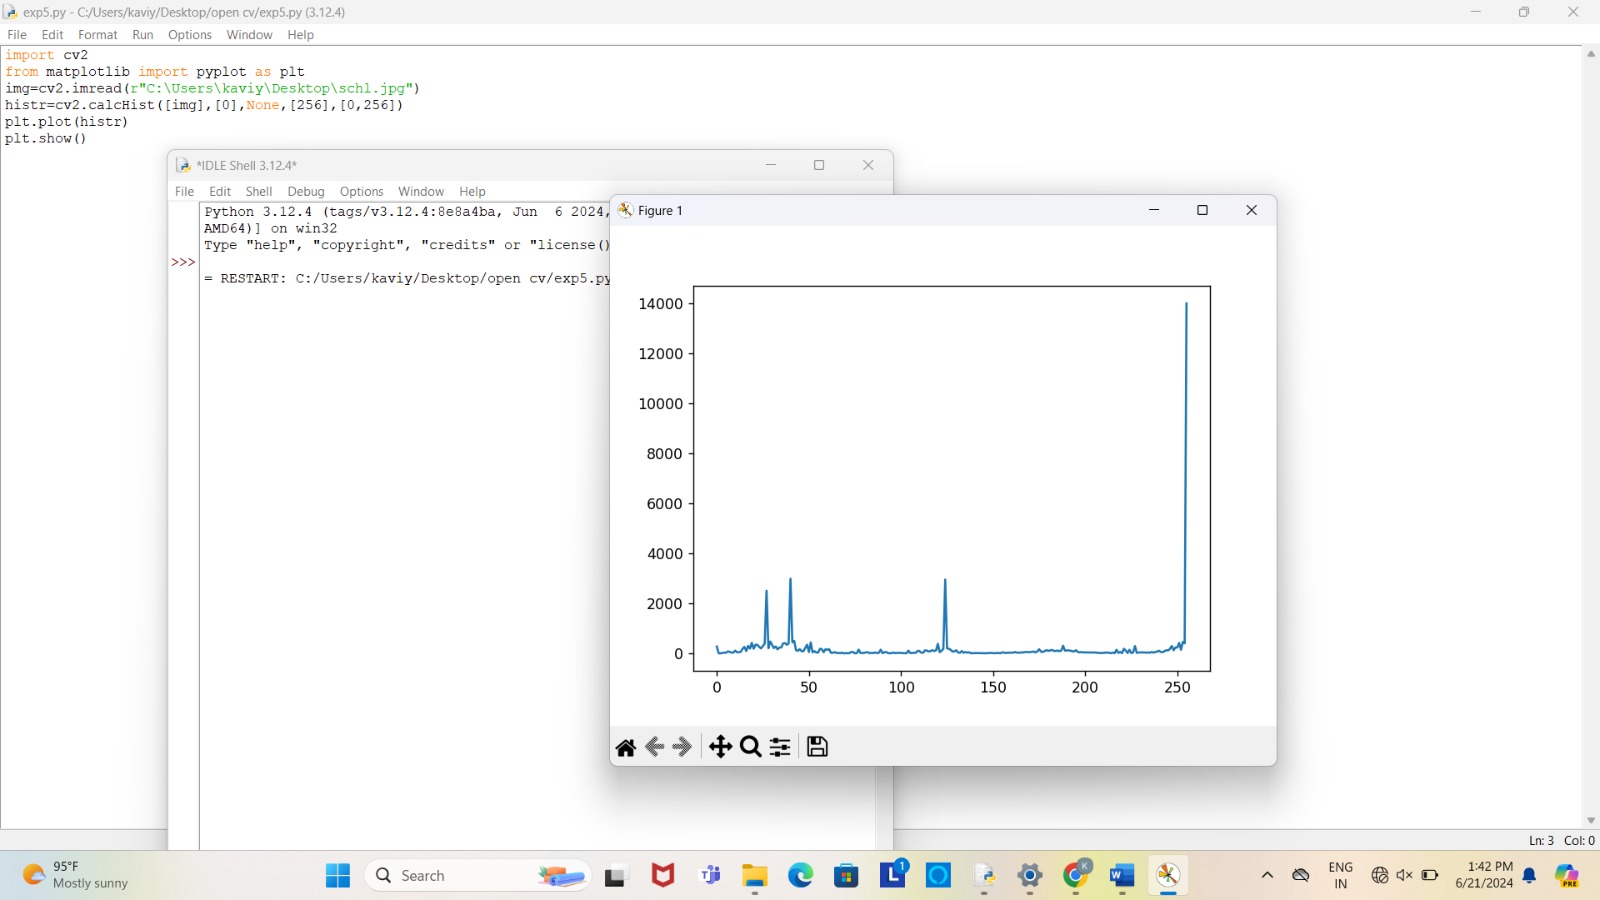 exp5.py - C:/Users/kaviy/Desktop/open cv/exp5.py (3.12.4)
File Edit Format Run Options Window Help
import cv2
from matplotlib import pyplot as plt
img=cv2.imread(r"C:\Users\kaviy\Desktop\schl.jpg")
histr=cv2.calcHist([img],[0],None,[256],[0,256])
plt.plot(histr)
plt.show()
*IDLE Shell 3.12.4*
File Edit Shell Debug Options Window Help
Python 3.12.4 (tags/v3.12.4:8e8a4ba, Jun  6 2024,
AMD64)] on win32
Type "help", "copyright", "credits" or "license()
>>>
= RESTART: C:/Users/kaviy/Desktop/open cv/exp5.py
Figure 1
14000
12000
10000
8000
6000
4000
2000
0
0 50 100 150 200 250
Ln: 3 Col: 0
95°F
Mostly sunny
Search
1
K
ENG
IN
1:42 PM
6/21/2024
PRE